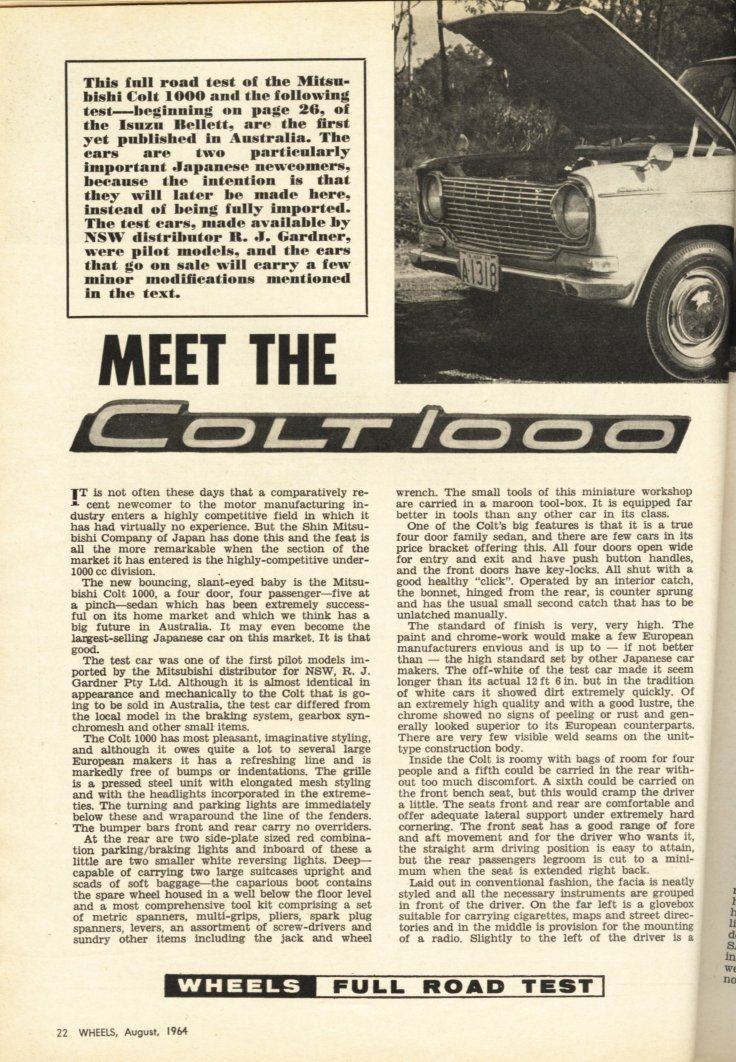 This full road test of the Mitsu-
bishi Colt 1000 and the following
test—beginning on page 26, of
the Isuzu Bellett, are the first
yet published in Australia. The
cars are two particularly
important Japanese newcomers,
because the intention is that
they will later be made here,
instead of being fully imported.
The test cars, made available by
NSW distributor R. J. Gardner,
were pilot models, and the cars
that go on sale will carry a few
minor modifications mentioned
in the text.
A·1318
MEET THE
COLT 1000
IT is not often these days that a comparatively re-
cent newcomer to the motor manufacturing in-
dustry enters a highly competitive field in which it
has had virtually no experience. But the Shin Mitsu-
bishi Company of Japan has done this and the feat is
all the more remarkable when the section of the
market it has entered is the highly-competitive under-
1000 cc division.
The new bouncing, slant-eyed baby is the Mitsu-
bishi Colt 1000, a four door, four passenger—five at
a pinch—sedan which has been extremely success-
ful on its home market and which we think has a
big future in Australia. It may even become the
largest-selling Japanese car on this market. It is that
good.
The test car was one of the first pilot models im-
ported by the Mitsubishi distributor for NSW, R. J.
Gardner Pty Ltd. Although it is almost identical in
appearance and mechanically to the Colt that is go-
ing to be sold in Australia, the test car differed from
the local model in the braking system, gearbox syn-
chromesh and other small items.
The Colt 1000 has most pleasant, imaginative styling,
and although it owes quite a lot to several large
European makers it has a refreshing line and is
markedly free of bumps or indentations. The grille
is a pressed steel unit with elongated mesh styling
and with the headlights incorporated in the extremi-
ties. The turning and parking lights are immediately
below these and wraparound the line of the fenders.
The bumper bars front and rear carry no overriders.
At the rear are two side-plate sized red combina-
tion parking/braking lights and inboard of these a
little are two smaller white reversing lights. Deep—
capable of carrying two large suitcases upright and
scads of soft baggage—the caparious boot contains
the spare wheel housed in a well below the floor level
and a most comprehensive tool kit comprising a set
of metric spanners, multi-grips, pliers, spark plug
spanners, levers, an assortment of screw-drivers and
sundry other items including the jack and wheel
wrench. The small tools of this miniature workshop
are carried in a maroon tool-box. It is equipped far
better in tools than any other car in its class.
One of the Colt's big features is that it is a true
four door family sedan, and there are few cars in its
price bracket offering this. All four doors open wide
for entry and exit and have push button handles,
and the front doors have key-locks. All shut with a
good healthy "click". Operated by an interior catch,
the bonnet, hinged from the rear, is counter sprung
and has the usual small second catch that has to be
unlatched manually.
The standard of finish is very, very high. The
paint and chrome-work would make a few European
manufacturers envious and is up to — if not better
than — the high standard set by other Japanese car
makers. The off-white of the test car made it seem
longer than its actual 12 ft 6 in. but in the tradition
of white cars it showed dirt extremely quickly. Of
an extremely high quality and with a good lustre, the
chrome showed no signs of peeling or rust and gen-
erally looked superior to its European counterparts.
There are very few visible weld seams on the unit-
type construction body.
Inside the Colt is roomy with bags of room for four
people and a fifth could be carried in the rear with-
out too much discomfort. A sixth could be carried on
the front bench seat, but this would cramp the driver
a little. The seats front and rear are comfortable and
offer adequate lateral support under extremely hard
cornering. The front seat has a good range of fore
and aft movement and for the driver who wants it,
the straight arm driving position is easy to attain,
but the rear passengers legroom is cut to a mini-
mum when the seat is extended right back.
Laid out in conventional fashion, the facia is neatly
styled and all the necessary instruments are grouped
in front of the driver. On the far left is a glovebox
suitable for carrying cigarettes, maps and street direc-
tories and in the middle is provision for the mounting
of a radio. Slightly to the left of the driver is a
WHEELS FULL ROAD TEST
22 WHEELS, August, 1964